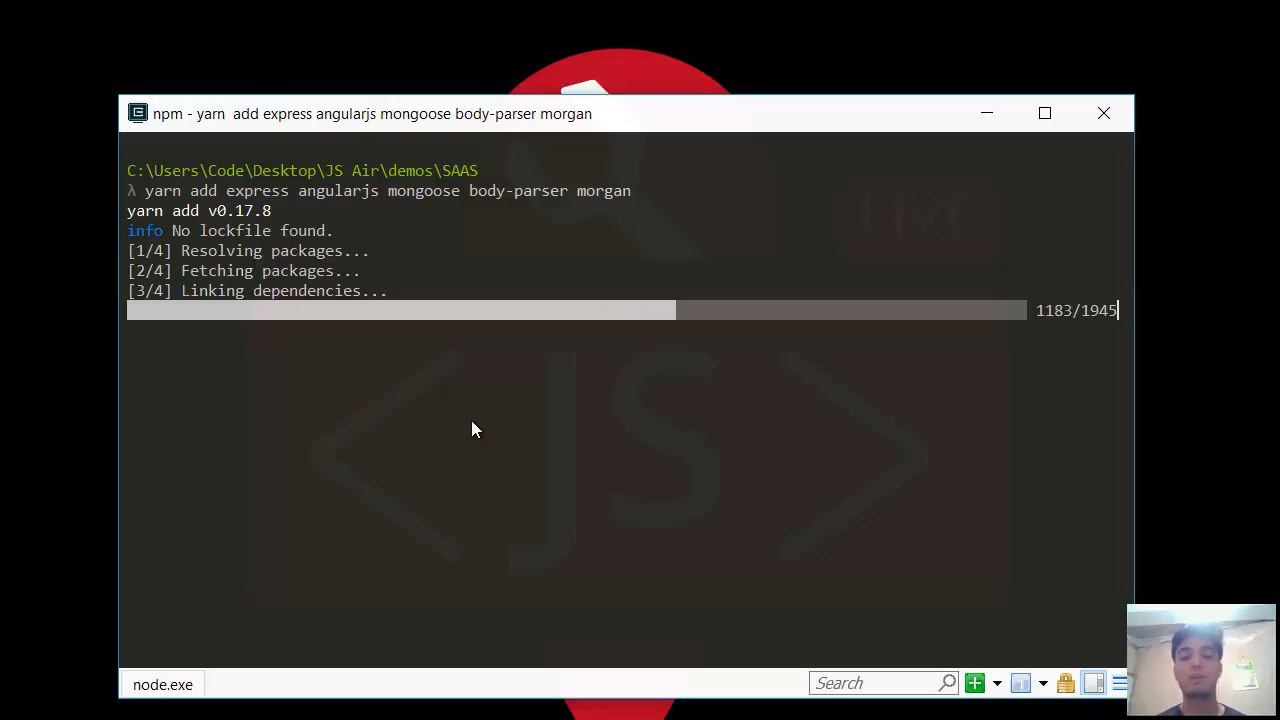 npm - yarn  add express angularjs mongoose body-parser morgan
C:\Users\Code\Desktop\JS Air\demos\SAAS
λ yarn add express angularjs mongoose body-parser morgan
yarn add v0.17.8
info No lockfile found.
[1/4] Resolving packages...
[2/4] Fetching packages...
[3/4] Linking dependencies...
1183/1945
LIVE
<JS>
node.exe
Search